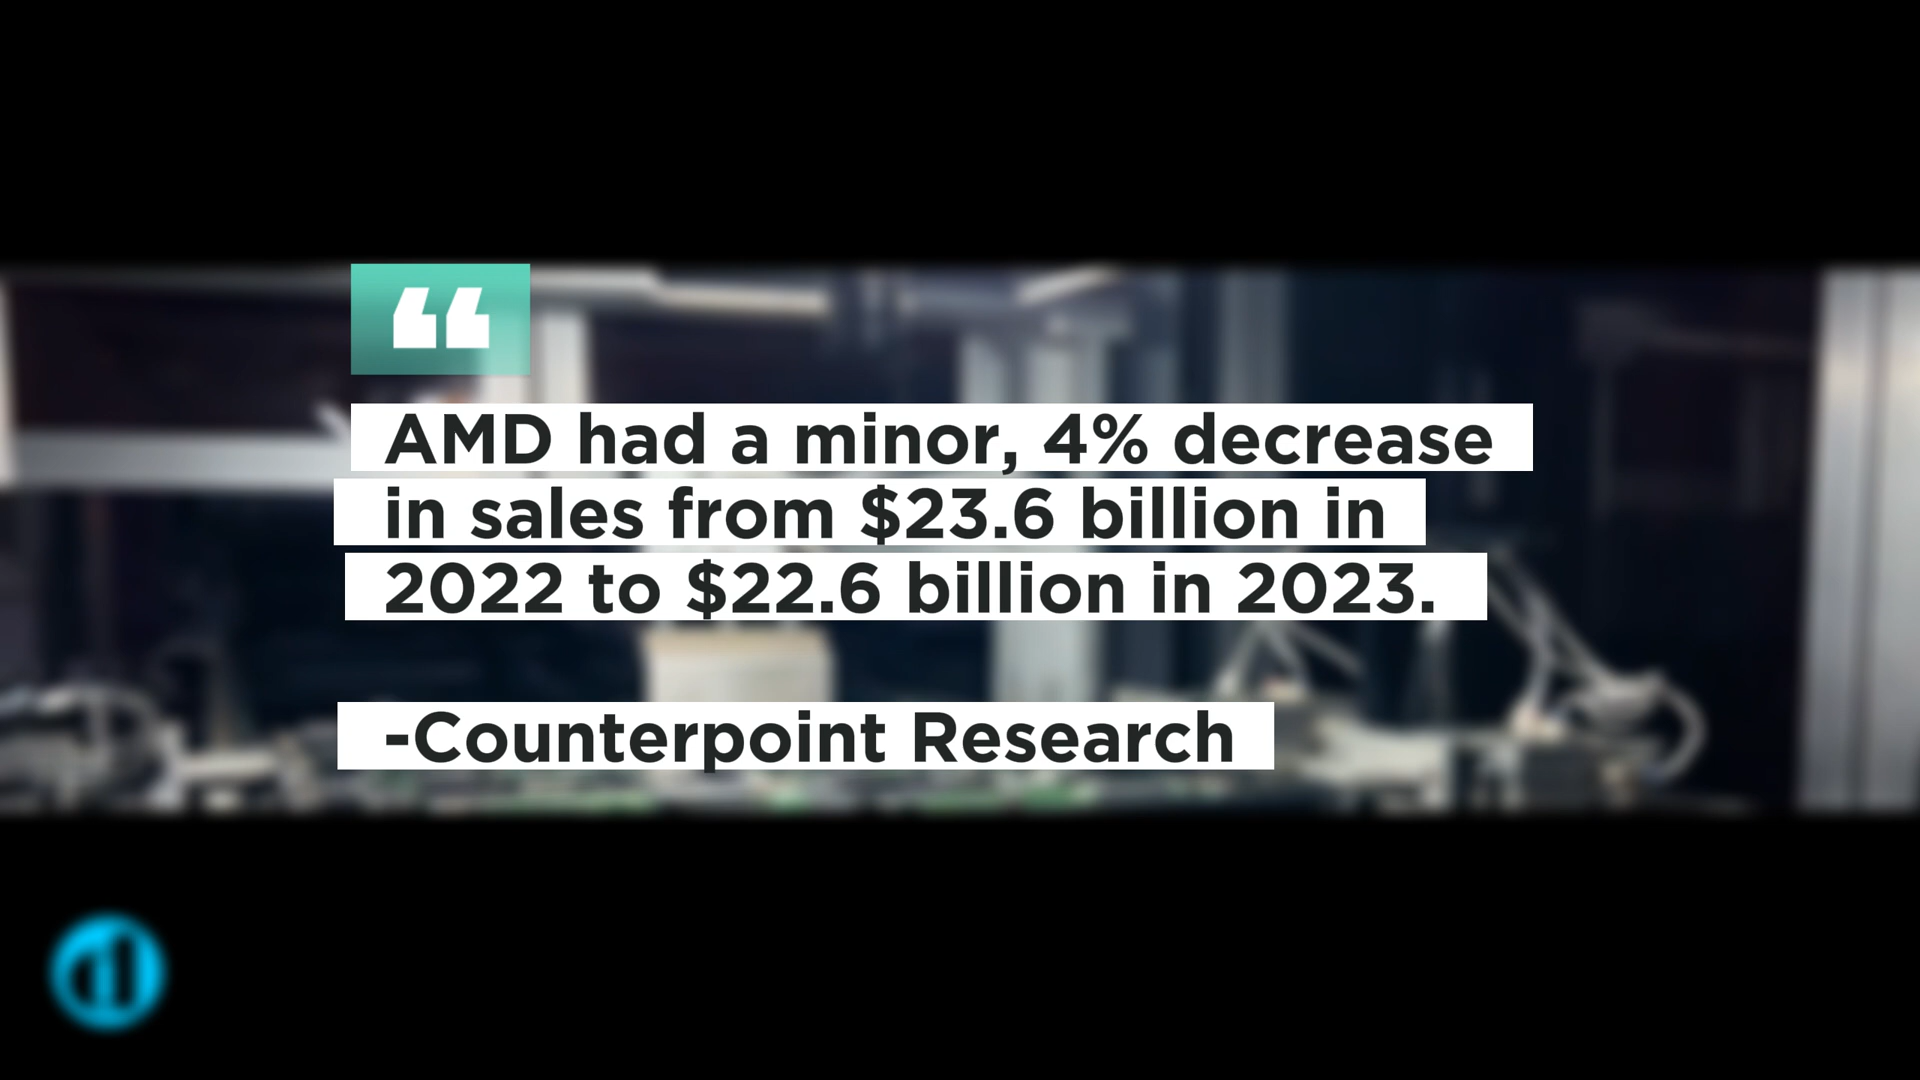 “
AMD had a minor, 4% decrease
in sales from $23.6 billion in
2022 to $22.6 billion in 2023.
-Counterpoint Research